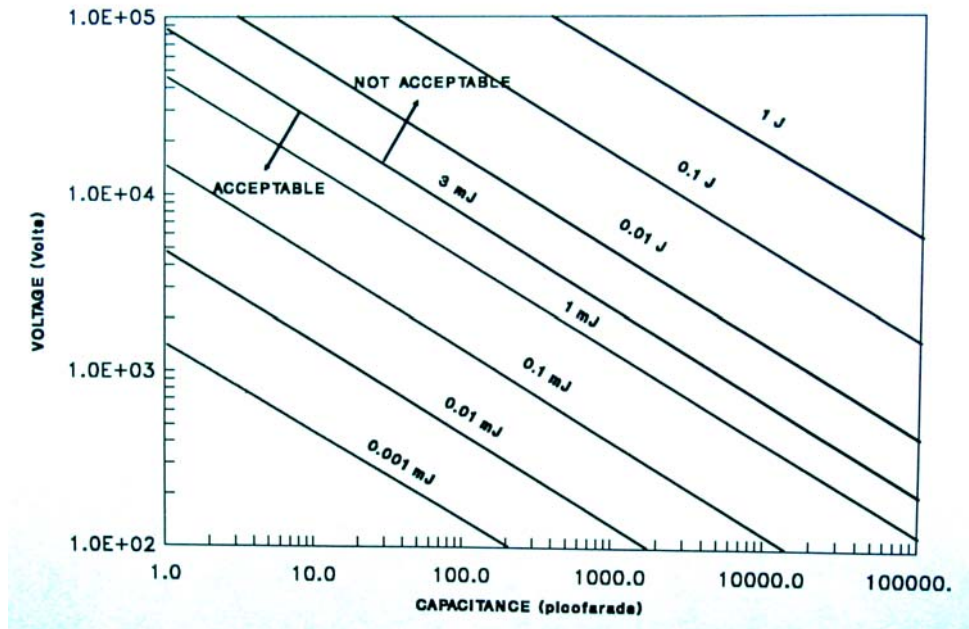 1.0E+05
1.0E+04
1.0E+03
1.0E+02
VOLTAGE (Volts)
NOT ACCEPTABLE
ACCEPTABLE
1 J
0.1 J
0.01 J
3 mJ
1 mJ
0.1 mJ
0.01 mJ
0.001 mJ
1.0 10.0 100.0 1000.0 10000.0 100000.
CAPACITANCE (picofarads)